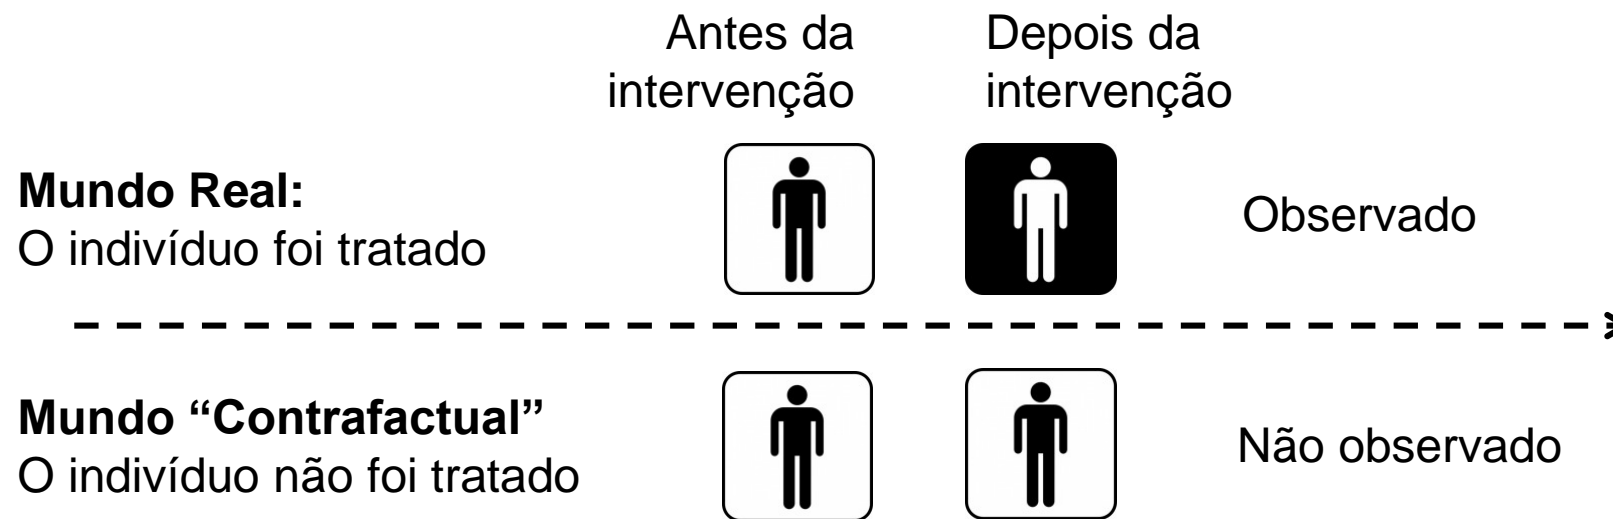 Antes da
intervenção
Depois da
intervenção
Mundo Real:
O indivíduo foi tratado
Observado
Mundo “Contrafactual”
O indivíduo não foi tratado
Não observado